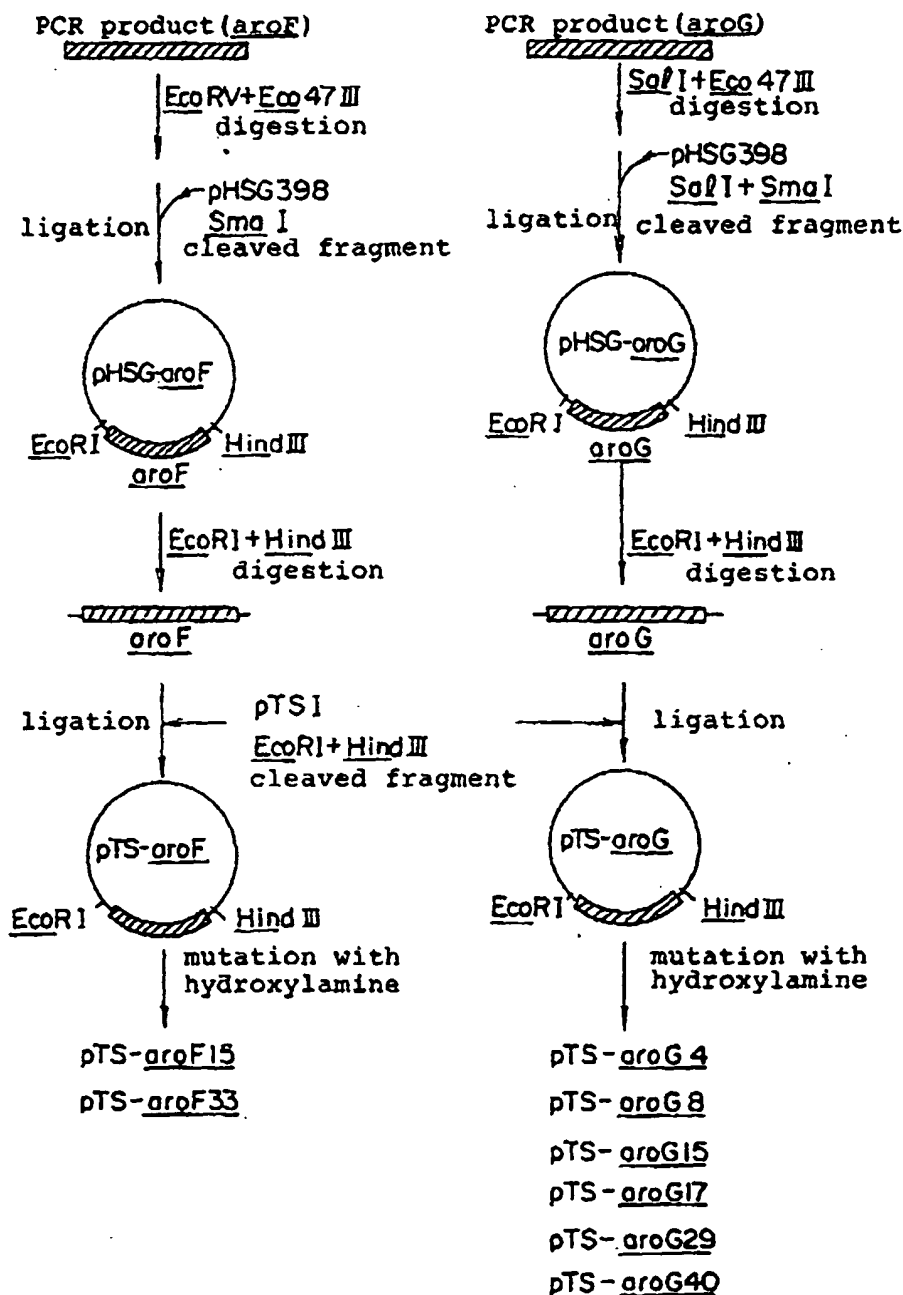 PCR product(aroF)
EcoRV+Eco47III
digestion
pHSG398
SmaI
cleaved fragment
ligation
pHSG-aroF
EcoRI
HindIII
aroF
EcoRI+HindIII
digestion
aroF
ligation
pTSI
EcoRI+HindIII
cleaved fragment
pTS-aroF
EcoRI
HindIII
mutation with
hydroxylamine
pTS-aroF15
pTS-aroF33
PCR product(aroG)
SalI+Eco47III
digestion
pHSG398
SalI+SmaI
cleaved fragment
ligation
pHSG-aroG
EcoRI
HindIII
aroG
EcoRI+HindIII
digestion
aroG
ligation
pTS-aroG
EcoRI
HindIII
mutation with
hydroxylamine
pTS-aroG4
pTS-aroG8
pTS-aroG15
pTS-aroG17
pTS-aroG29
pTS-aroG40